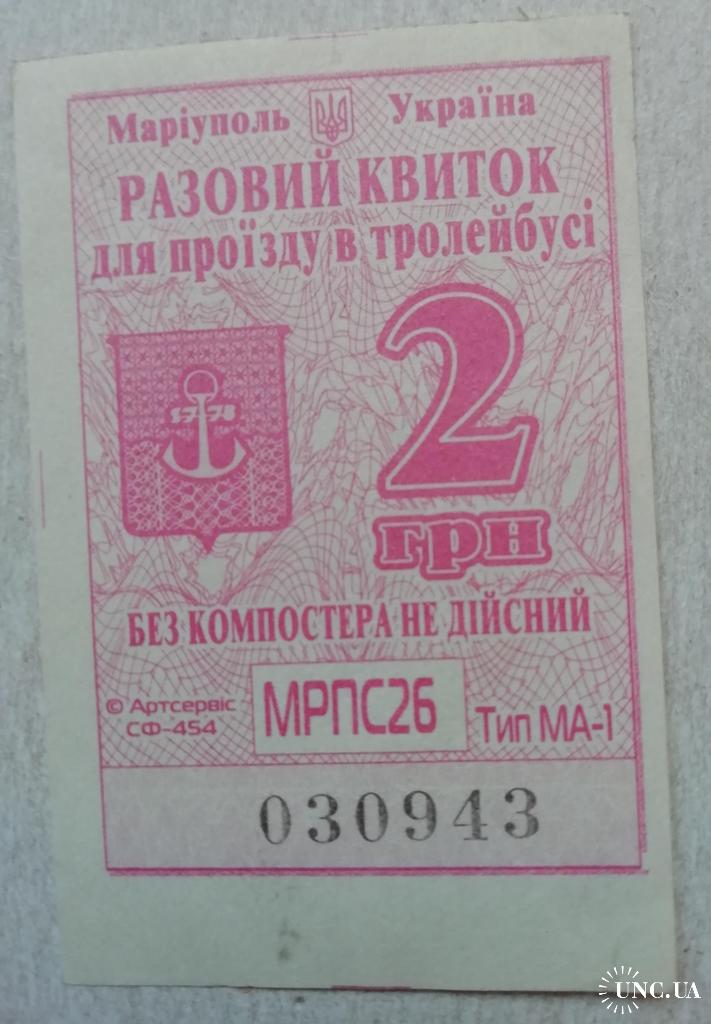 Маріуполь Україна
РАЗОВИЙ КВИТОК
для проїзду в тролейбусі
1778
2
грн
БЕЗ КОМПОСТЕРА НЕ ДІЙСНИЙ
© Артсервіс
СФ-454
МРПС26
Тип МА-1
030943
UNC.UA